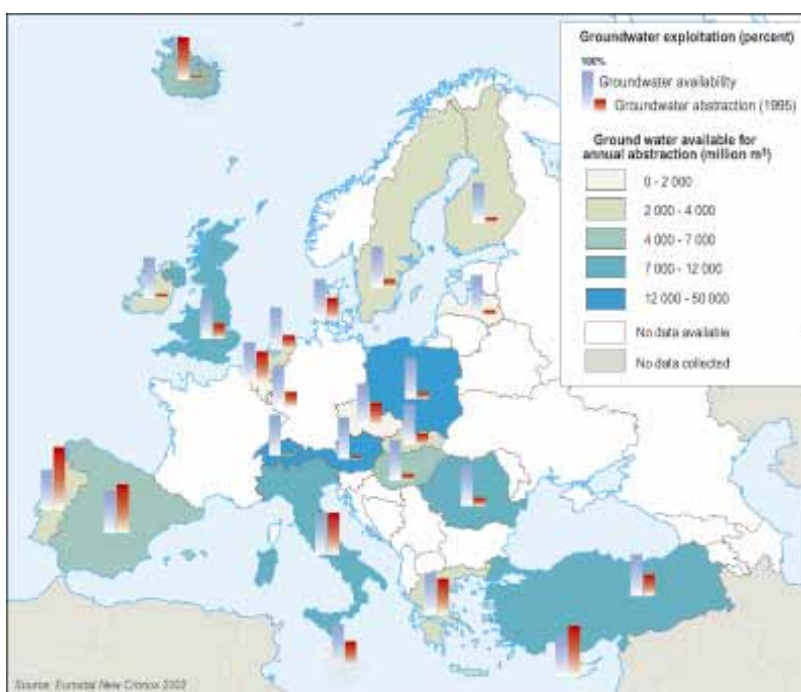 Groundwater exploitation (percent)
100%
Groundwater availability
Groundwater abstraction (1995)
Ground water available for
annual abstraction (million m³)
0 - 2 000
2 000 - 4 000
4 000 - 7 000
7 000 - 12 000
12 000 - 50 000
No data available
No data collected
Source: Eurostat New Cronos 2002